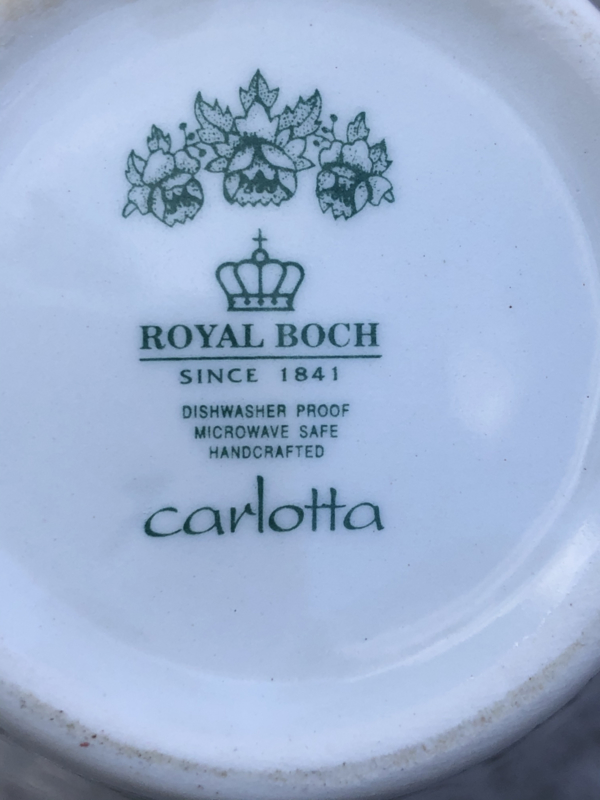 ROYAL BOCH
SINCE 1841
DISHWASHER PROOF
MICROWAVE SAFE
HANDCRAFTED
carlotta